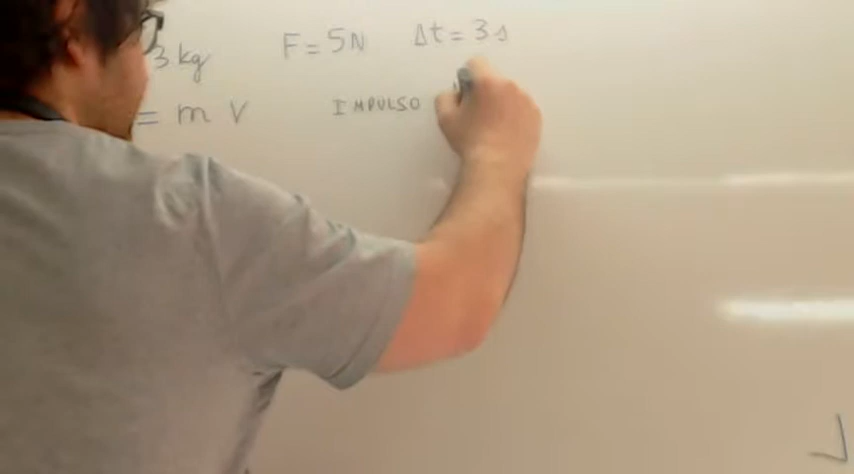 3 kg F = 5N Δt = 3 s
= m v IMPULSO